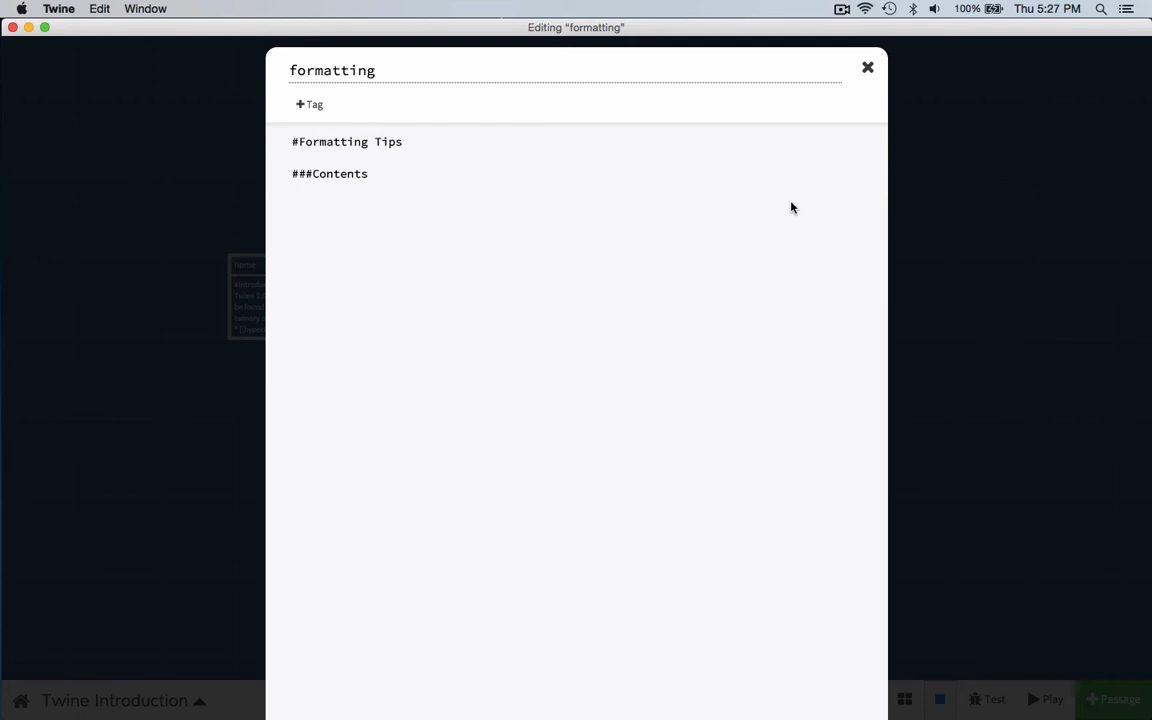 Twine Edit Window 100% Thu 5:27 PM
Editing "formatting"
formatting
+Tag
#Formatting Tips
###Contents
Twine Introduction
Test
Play
+Passage